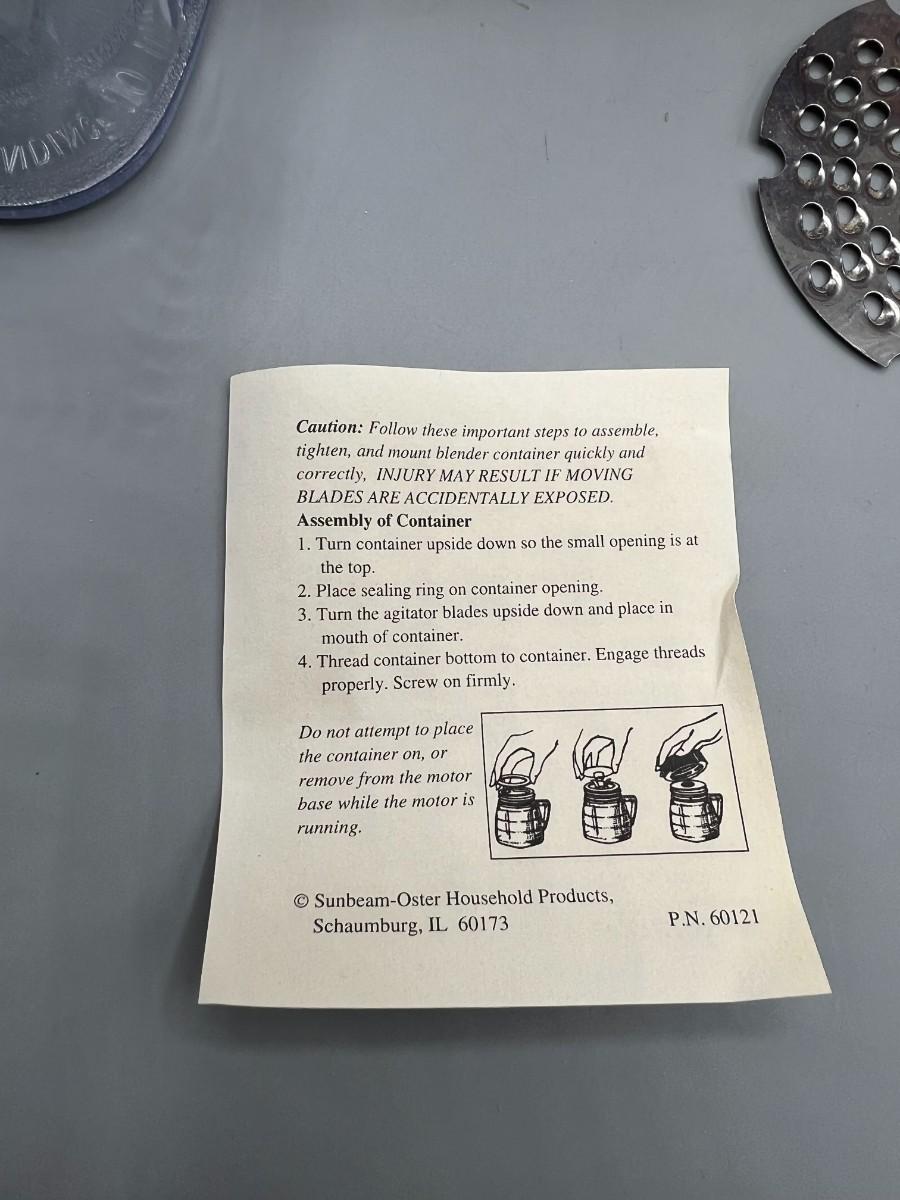 Caution: Follow these important steps to assemble,
tighten, and mount blender container quickly and
correctly, INJURY MAY RESULT IF MOVING
BLADES ARE ACCIDENTALLY EXPOSED.
Assembly of Container
1. Turn container upside down so the small opening is at
the top.
2. Place sealing ring on container opening.
3. Turn the agitator blades upside down and place in
mouth of container.
4. Thread container bottom to container. Engage threads
properly. Screw on firmly.
Do not attempt to place
the container on, or
remove from the motor
base while the motor is
running.
© Sunbeam-Oster Household Products,
Schaumburg, IL 60173
P.N. 60121